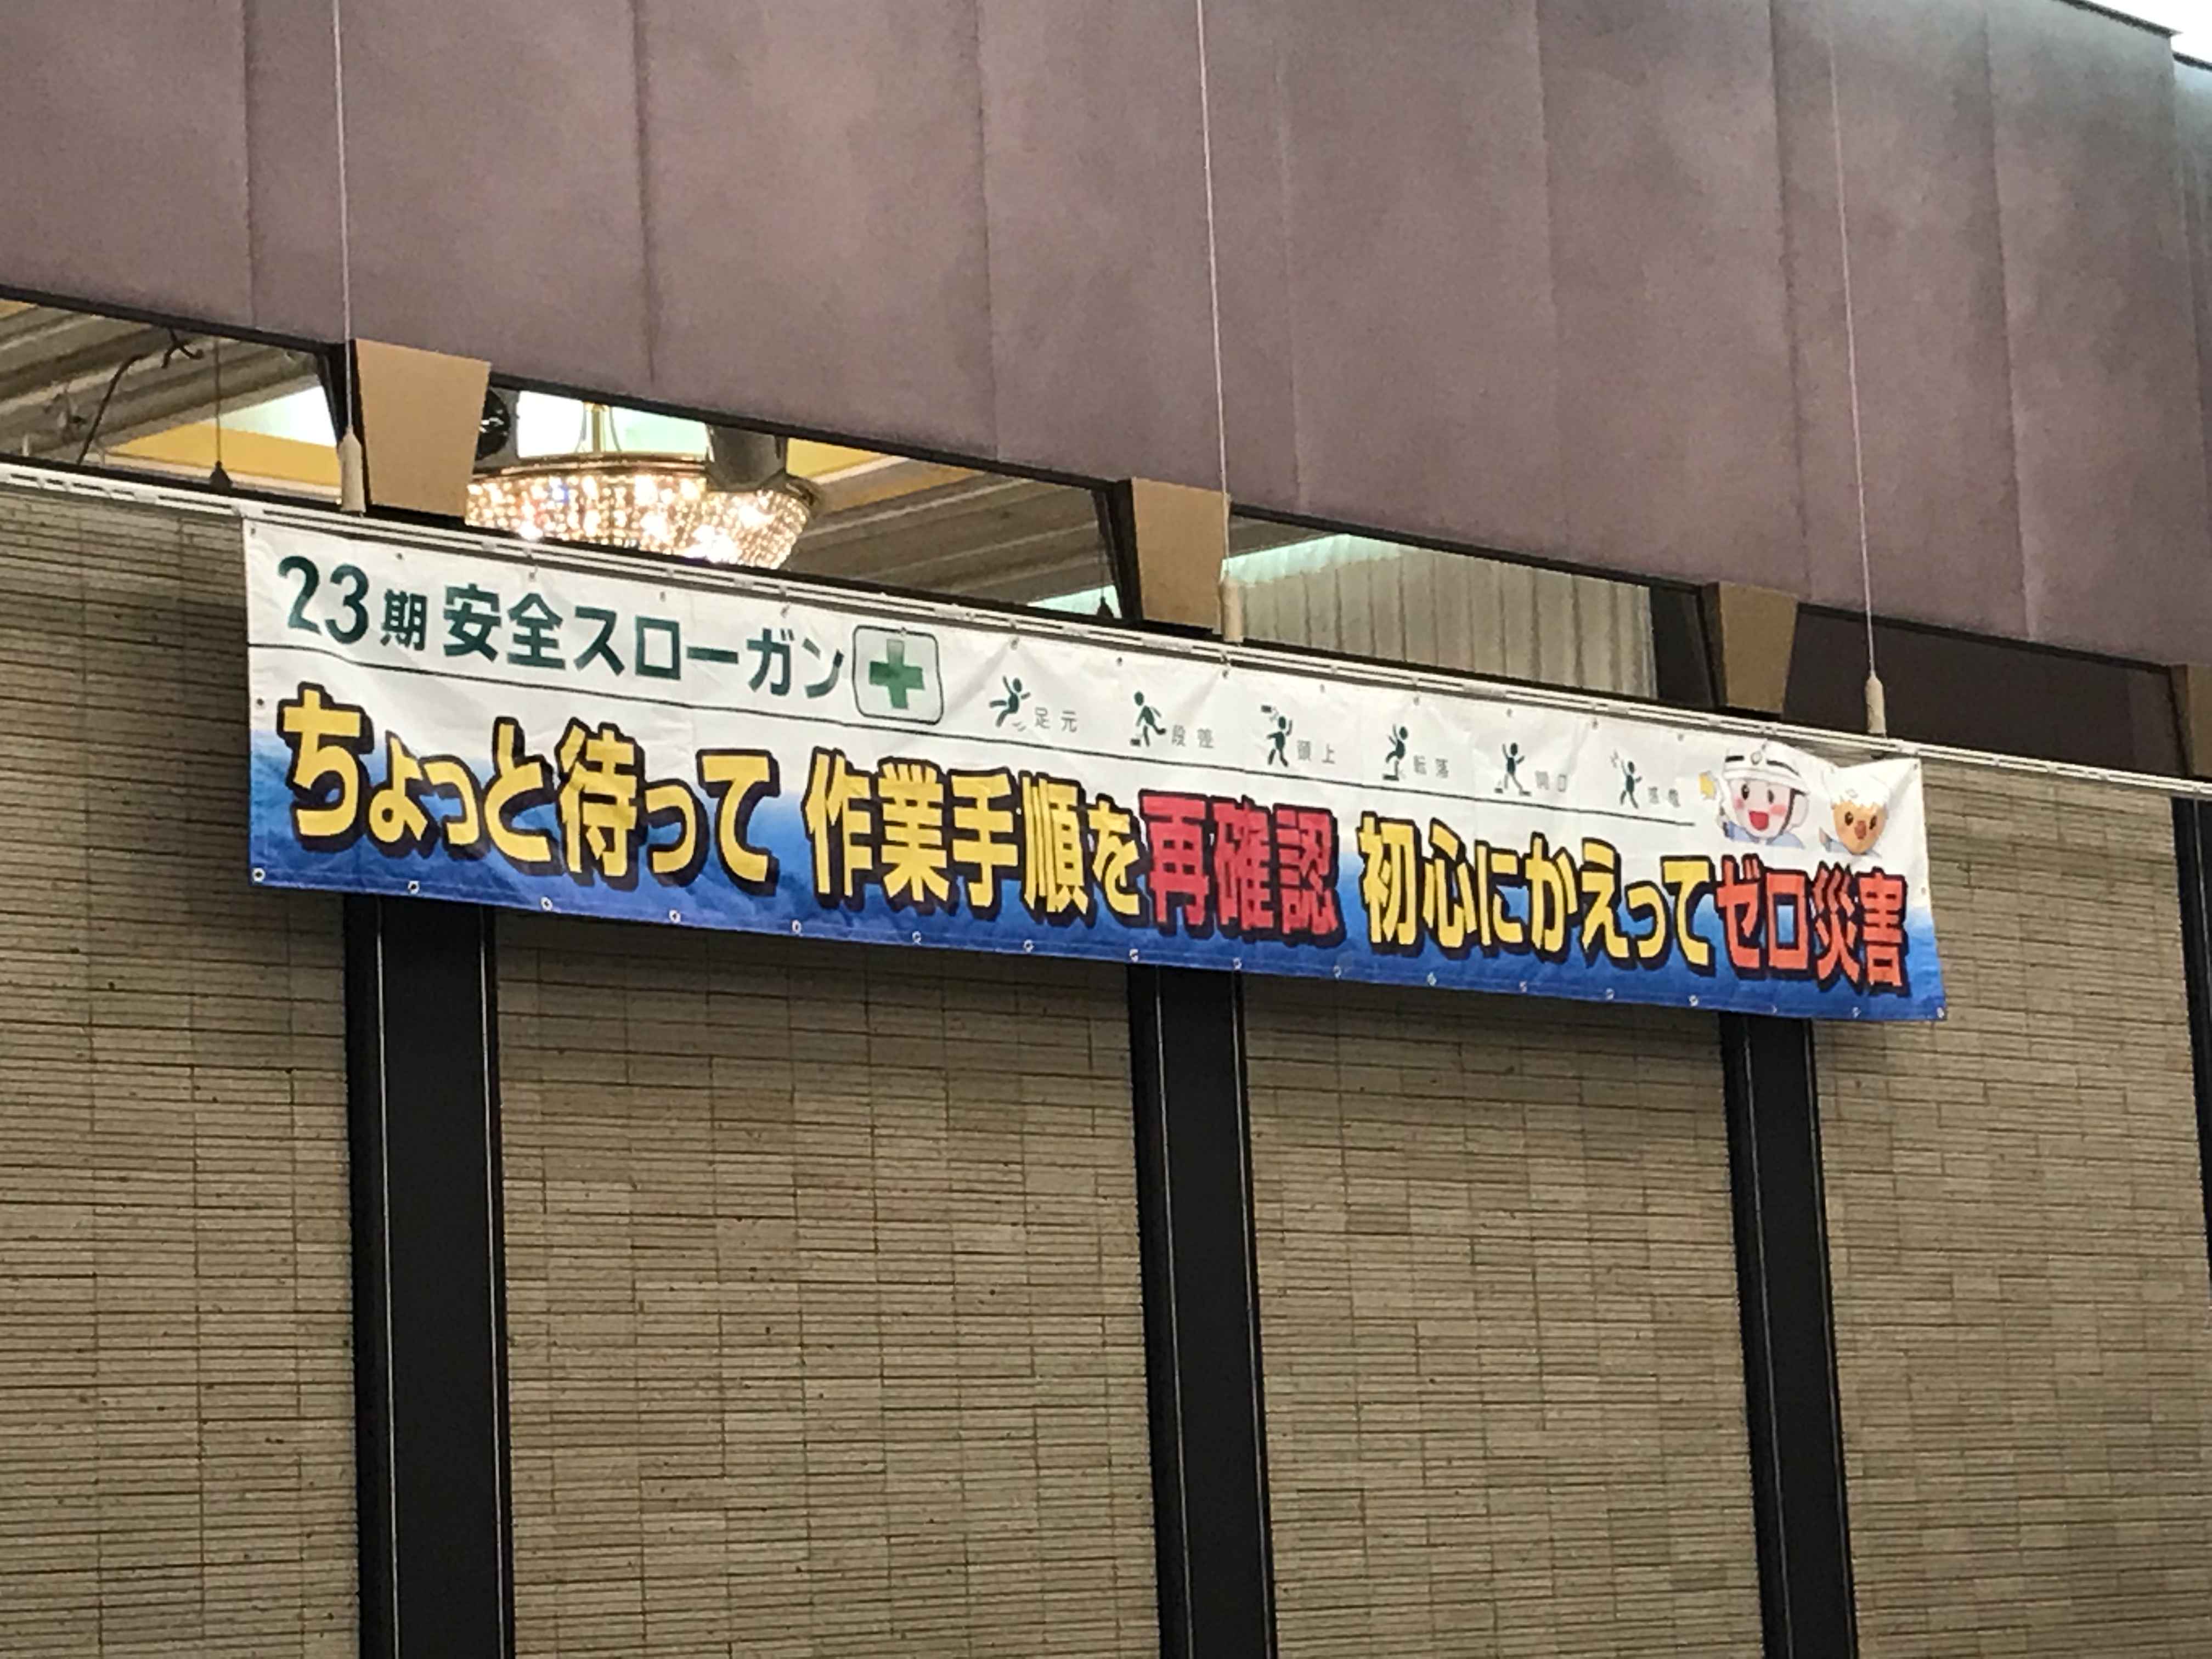 23期 安全スローガン
足元 段差 頭上 転落 開口 感電
ちょっと待って 作業手順を再確認 初心にかえってゼロ災害